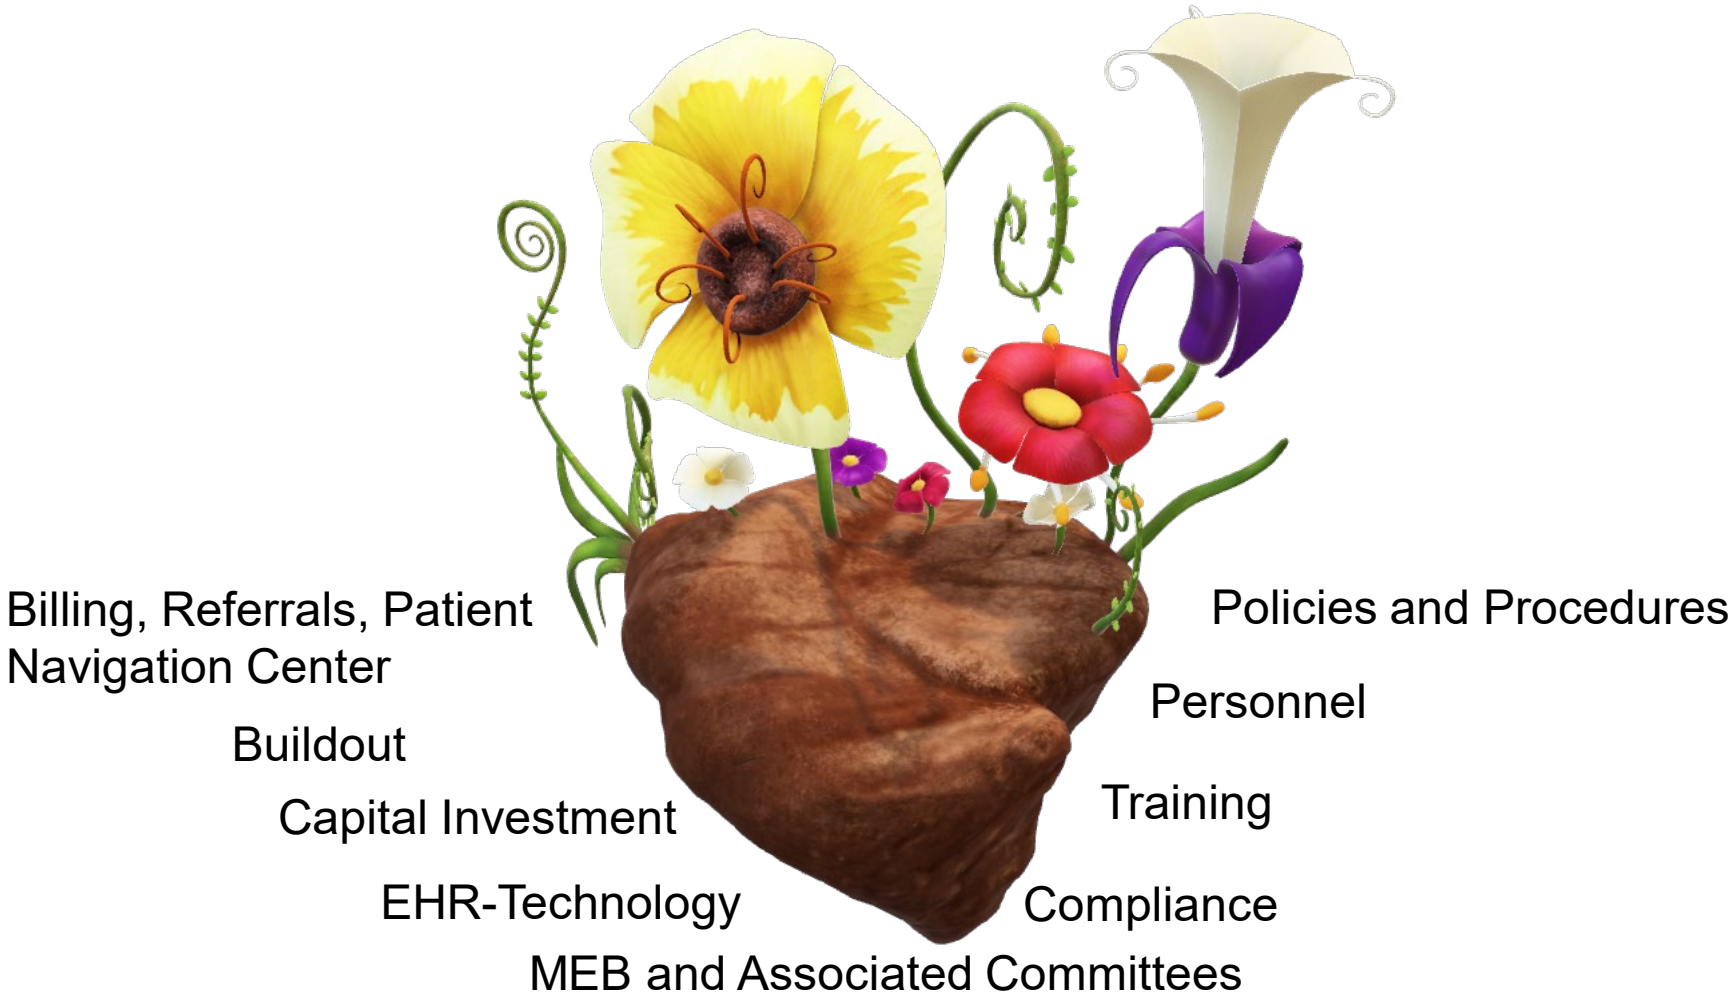 Billing, Referrals, Patient
Navigation Center
Buildout
Capital Investment
EHR-Technology
MEB and Associated Committees
Policies and Procedures
Personnel
Training
Compliance